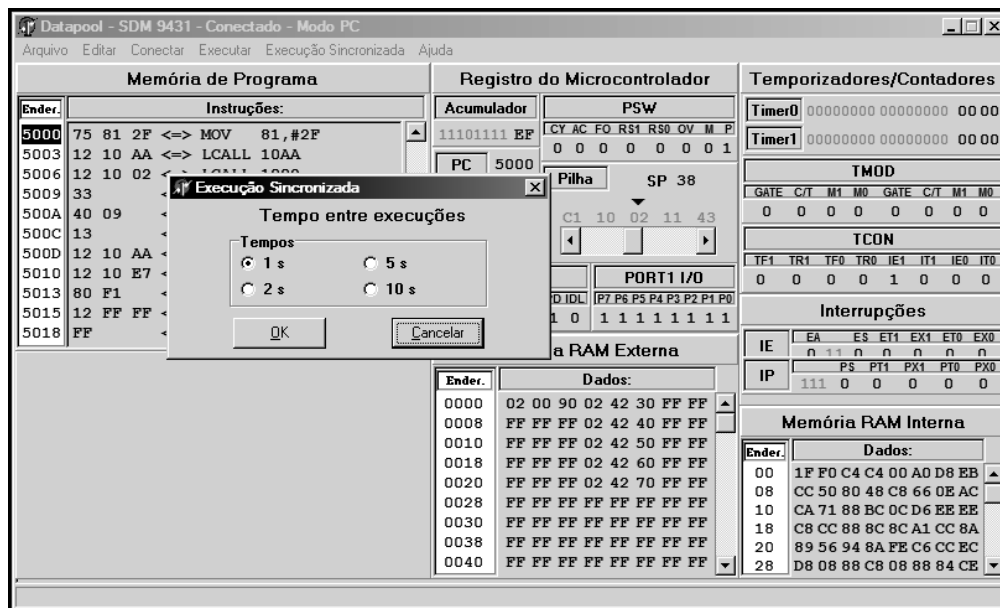 Datapool - SDM 9431 - Conectado - Modo PC
Arquivo Editar Conectar Executar Execução Sincronizada Ajuda
Memória de Programa
Ender. Instruções:
5000 75 81 2F <=> MOV 81,#2F
5003 12 10 AA <=> LCALL 10AA
5006 12 10 02
5009 33
500A 40 09
500C 13
500D 12 10 AA
5010 12 10 E7
5013 80 F1
5015 12 FF FF
5018 FF
Execução Sincronizada
Tempo entre execuções
Tempos
1 s 5 s
2 s 10 s
OK Cancelar
Registro do Microcontrolador
Acumulador PSW
11101111 EF CY AC FO RS1 RS0 OV M P
0 0 0 0 0 0 0 1
PC 5000
Pilha SP 38
C1 10 02 11 43
PORT1 I/O
PD IDL P7 P6 P5 P4 P3 P2 P1 P0
1 0 1 1 1 1 1 1 1 1
a RAM Externa
Ender. Dados:
0000 02 00 90 02 42 30 FF FF
0008 FF FF FF 02 42 40 FF FF
0010 FF FF FF 02 42 50 FF FF
0018 FF FF FF 02 42 60 FF FF
0020 FF FF FF 02 42 70 FF FF
0028 FF FF FF FF FF FF FF FF
0030 FF FF FF FF FF FF FF FF
0038 FF FF FF FF FF FF FF FF
0040 FF FF FF FF FF FF FF FF
Temporizadores/Contadores
Timer0 00000000 00000000 00 00
Timer1 00000000 00000000 00 00
TMOD
GATE C/T M1 M0 GATE C/T M1 M0
0 0 0 0 0 0 0 0
TCON
TF1 TR1 TF0 TR0 IE1 IT1 IE0 IT0
0 0 0 0 1 0 0 0
Interrupções
IE EA ES ET1 EX1 ET0 EX0
0 11 0 0 0 0 0
IP PS PT1 PX1 PT0 PX0
111 0 0 0 0 0
Memória RAM Interna
Ender. Dados:
00 1F F0 C4 C4 00 A0 D8 EB
08 CC 50 80 48 C8 66 0E AC
10 CA 71 88 BC 0C D6 EE EE
18 C8 CC 88 8C 8C A1 CC 8A
20 89 56 94 8A FE C6 CC EC
28 D8 08 88 C8 08 88 84 CE